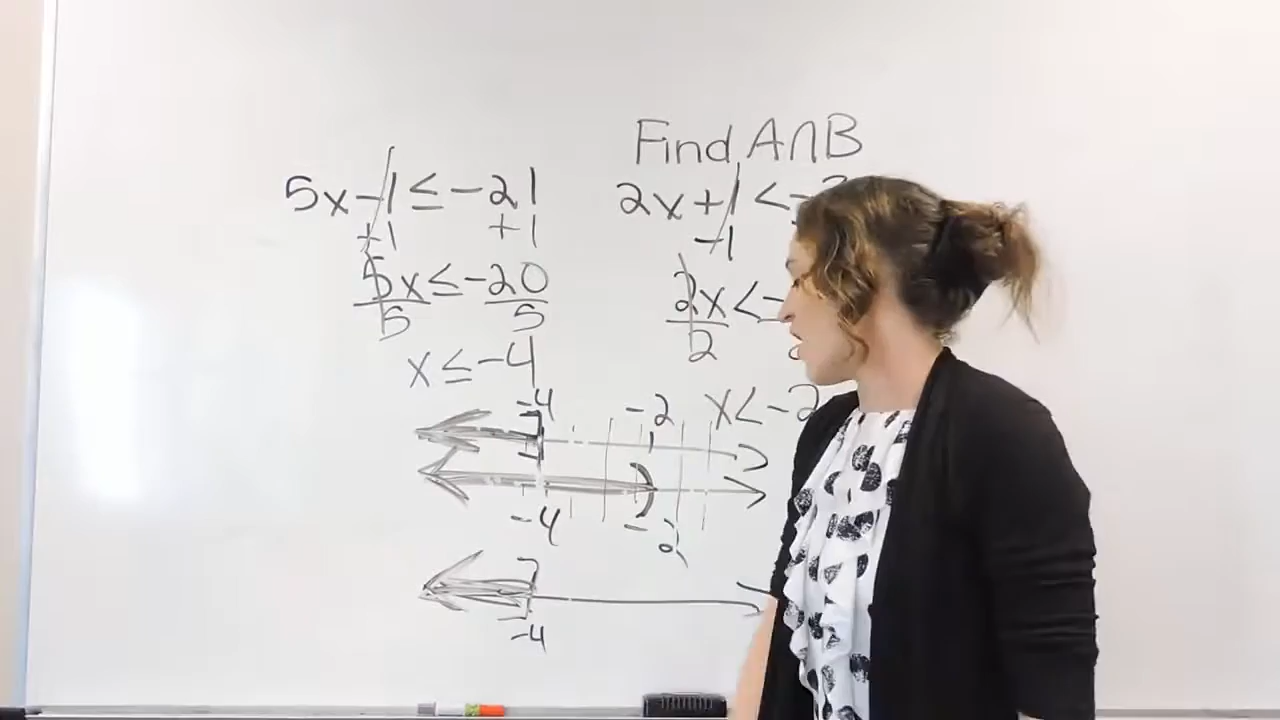 Find A∩B
5x-1≤-21
+1 +1
5x≤-20
5 5
x≤-4
2x+1<-
-1
2x<-
2
x<-2
-4 -2
-4 -2
-4